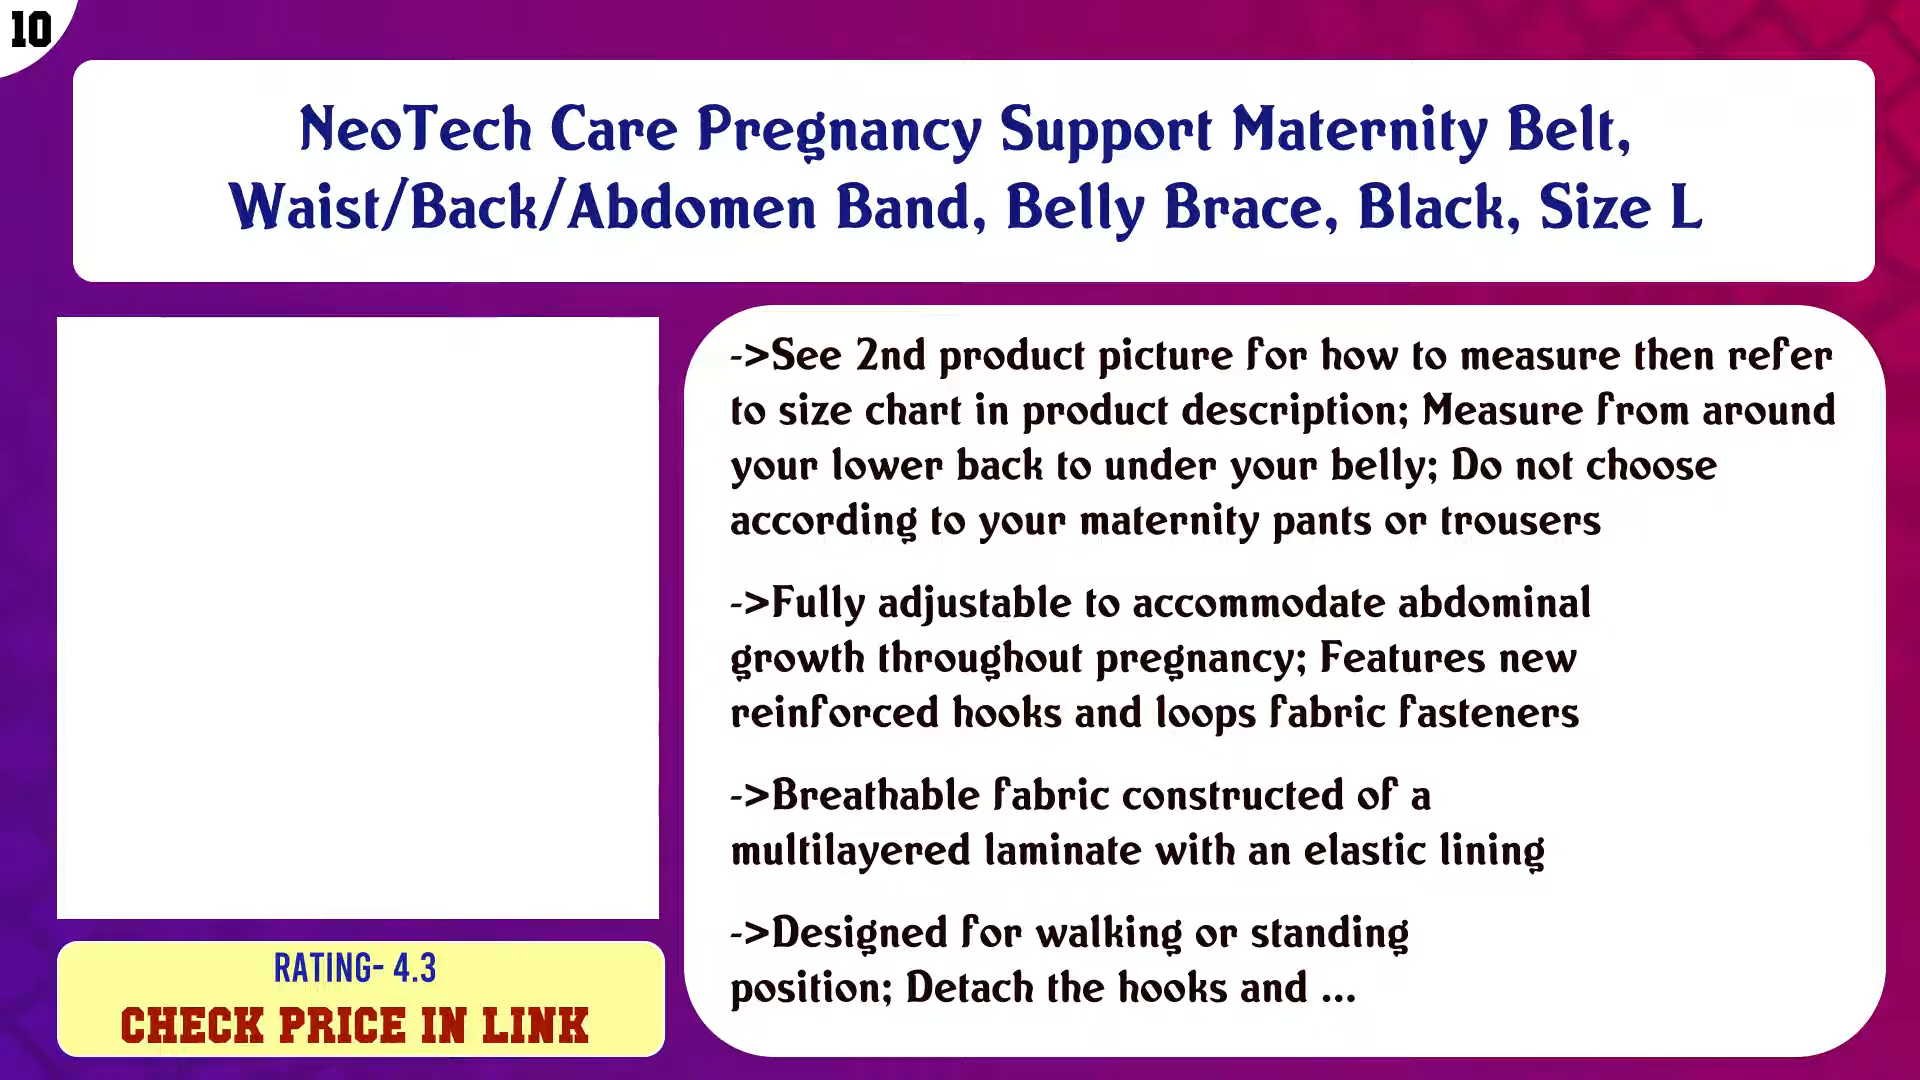 10
NeoTech Care Pregnancy Support Maternity Belt,
Waist/Back/Abdomen Band, Belly Brace, Black, Size L
->See 2nd product picture for how to measure then refer
to size chart in product description; Measure from around
your lower back to under your belly; Do not choose
according to your maternity pants or trousers
->Fully adjustable to accommodate abdominal
growth throughout pregnancy; Features new
reinforced hooks and loops fabric fasteners
->Breathable fabric constructed of a
multilayered laminate with an elastic lining
->Designed for walking or standing
position; Detach the hooks and ...
RATING- 4.3
CHECK PRICE IN LINK